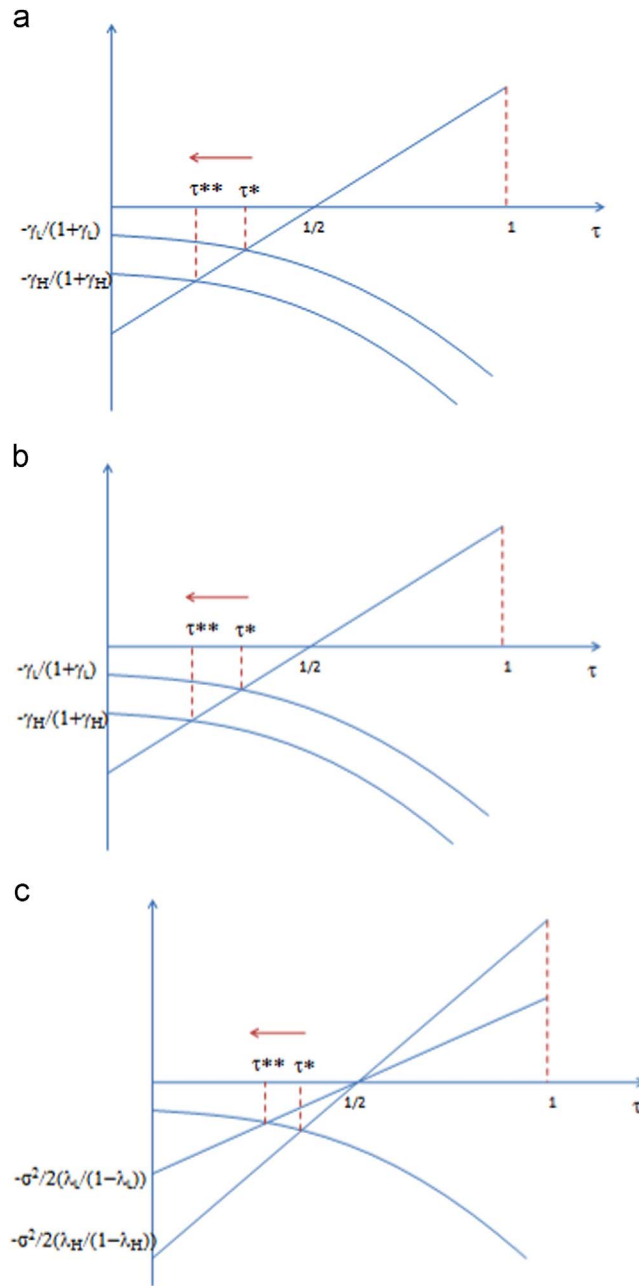 a
τ** τ*
-γL/(1+γL)
1/2 1 τ
-γH/(1+γH)
b
τ** τ*
-γL/(1+γL)
1/2 1 τ
-γH/(1+γH)
c
τ** τ*
1/2 1 τ
-σ²/2(λL/(1-λL))
-σ²/2(λH/(1-λH))